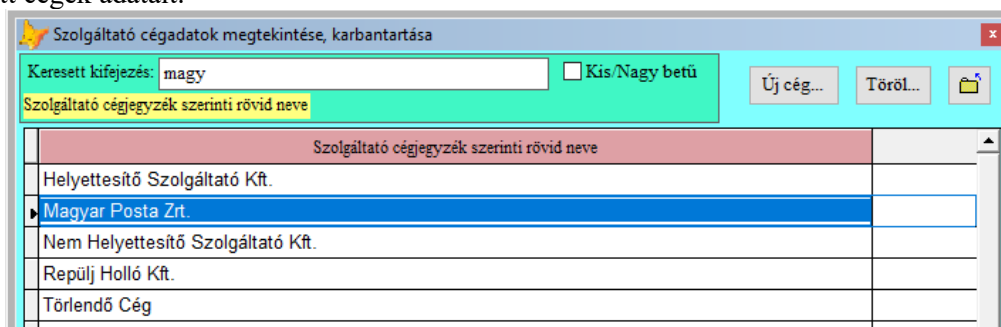 Szolgáltató cégadatok megtekintése, karbantartása
x
Keresett kifejezés: magy
Kis/Nagy betű
Új cég...
Töröl...
Szolgáltató cégjegyzék szerinti rövid neve
Szolgáltató cégjegyzék szerinti rövid neve
Helyettesítő Szolgáltató Kft.
Magyar Posta Zrt.
Nem Helyettesítő Szolgáltató Kft.
Repülj Holló Kft.
Törlendő Cég